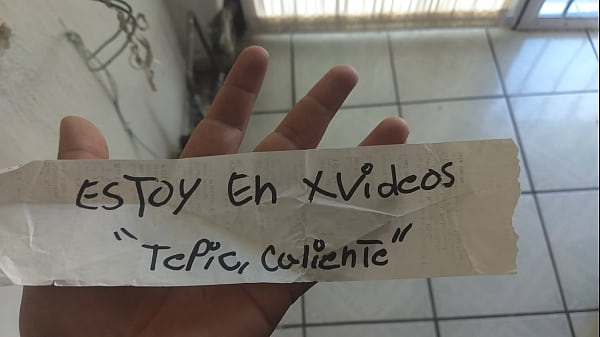 ESTOY En XVideos
"TePic, CalienTe"